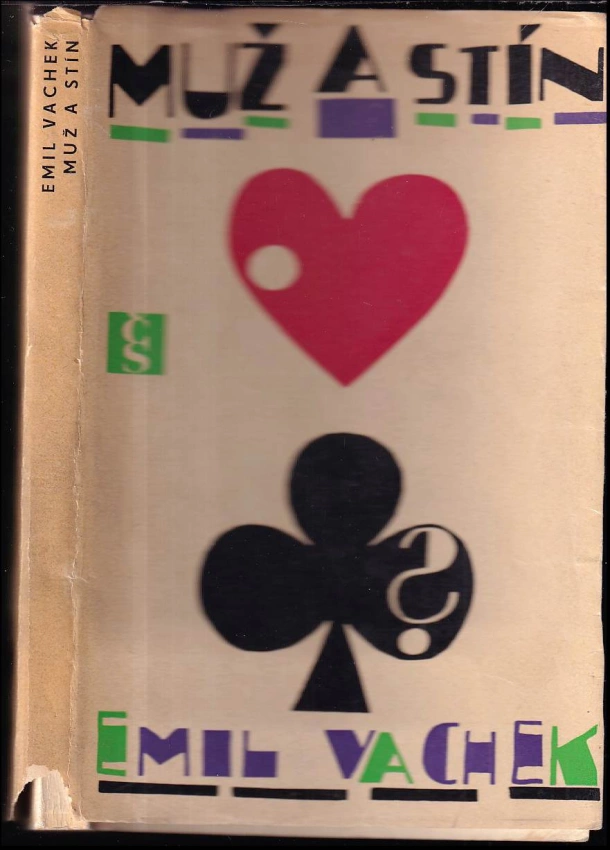 EMIL VACHEK
MUŽ A STÍN
MUŽ A STÍN
ČS
?
EMIL VACHEK